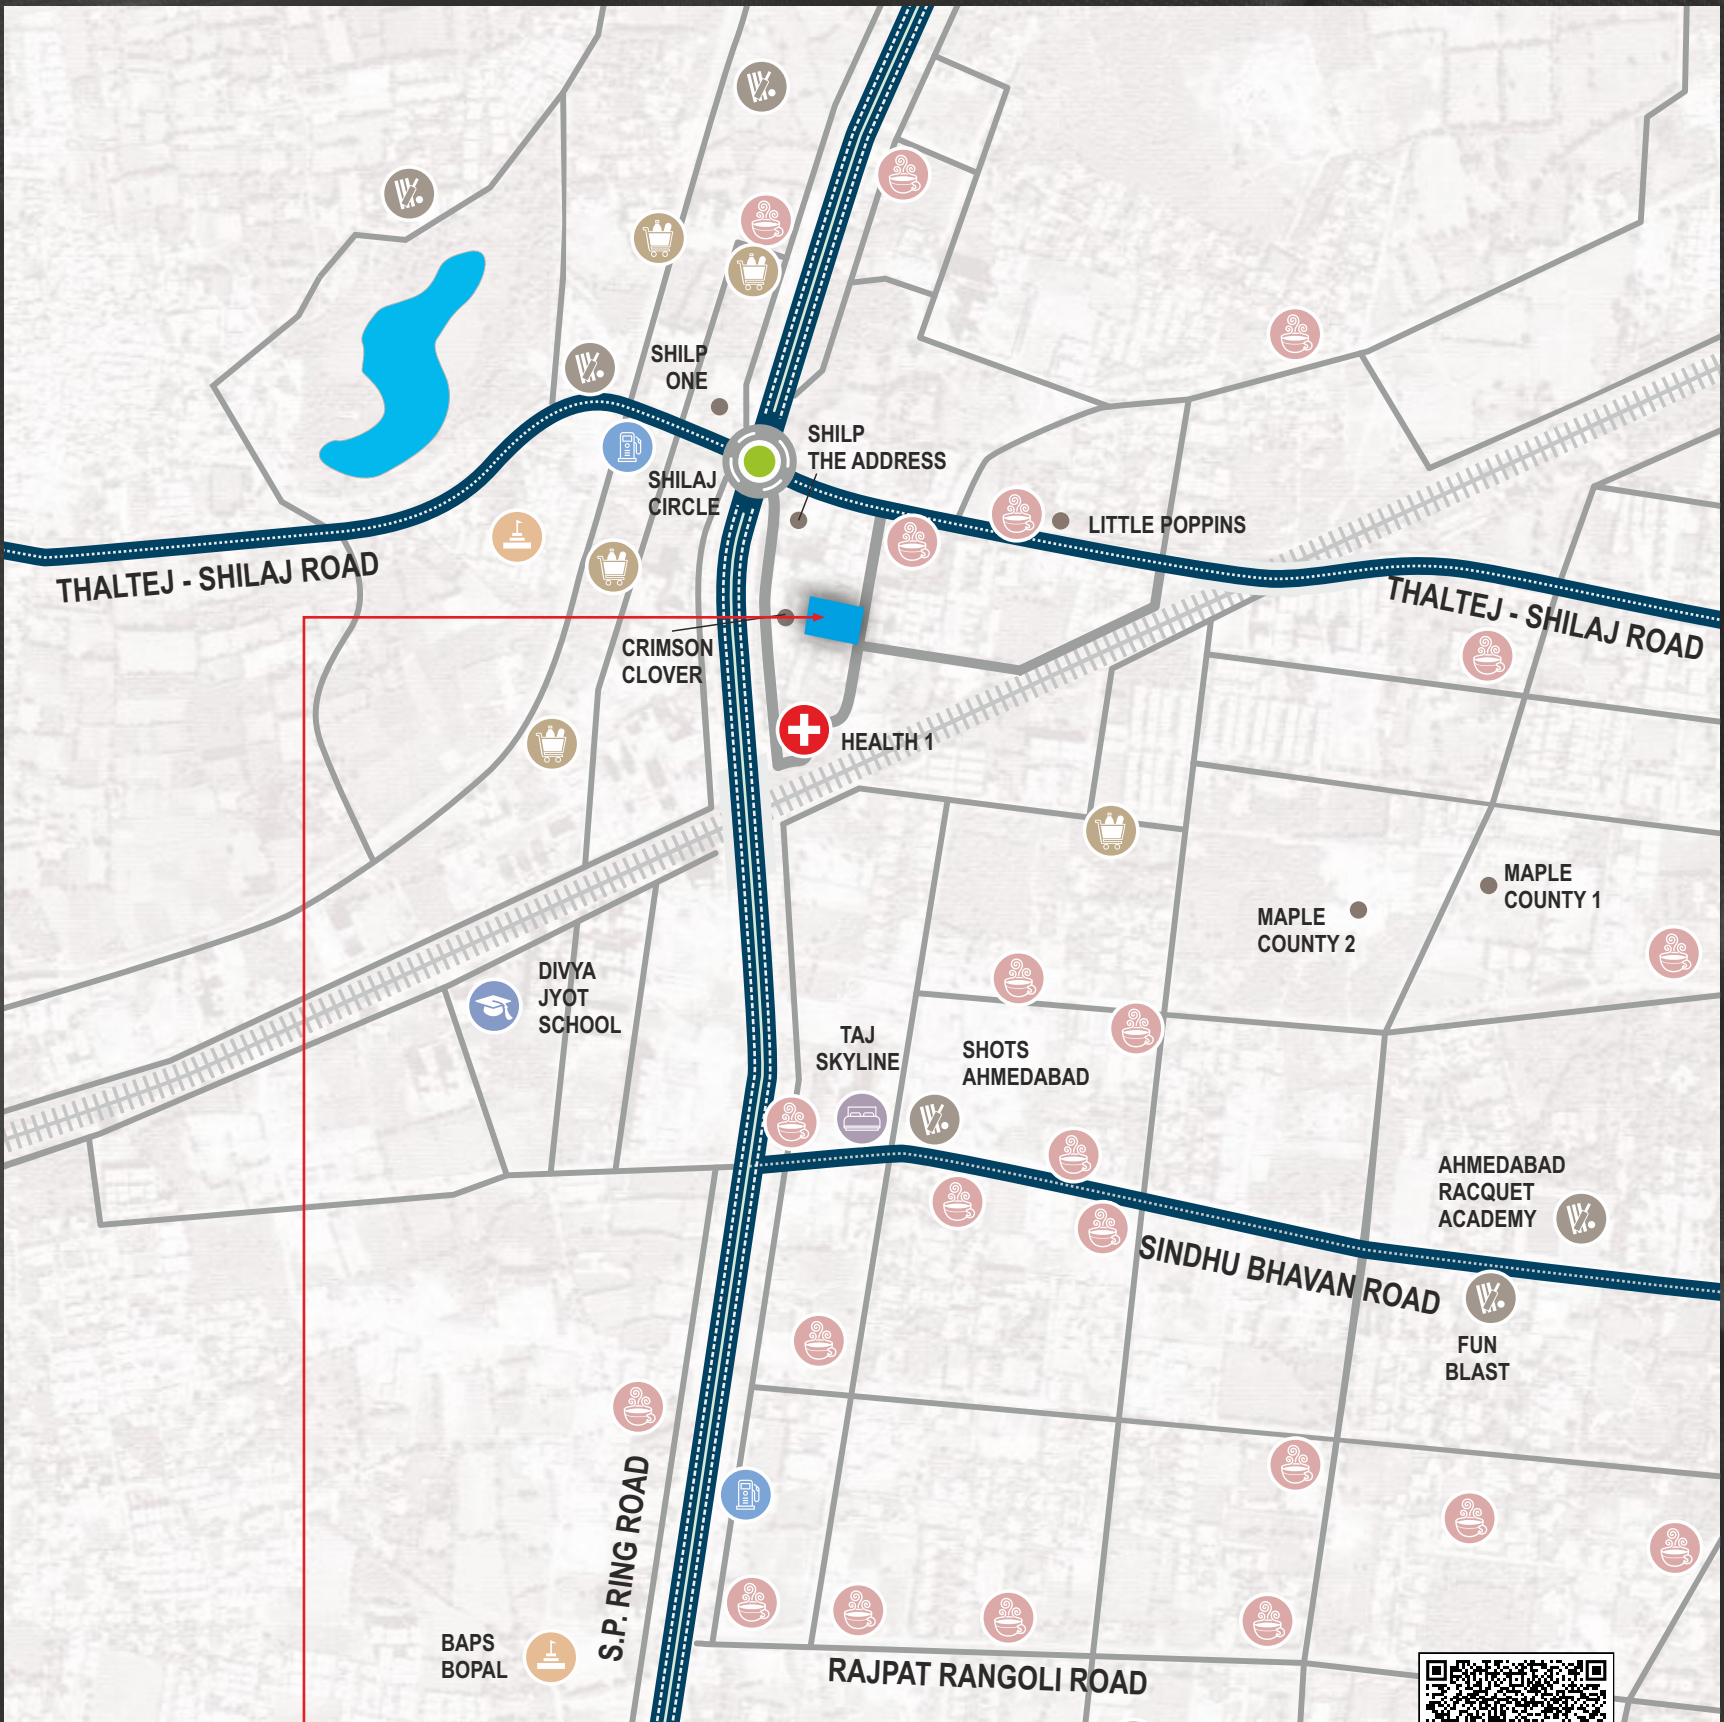 SHILP
ONE
SHILP
THE ADDRESS
SHILAJ
CIRCLE
LITTLE POPPINS
THALTEJ - SHILAJ ROAD
THALTEJ - SHILAJ ROAD
CRIMSON
CLOVER
HEALTH 1
MAPLE
COUNTY 1
MAPLE
COUNTY 2
DIVYA
JYOT
SCHOOL
TAJ
SKYLINE
SHOTS
AHMEDABAD
AHMEDABAD
RACQUET
ACADEMY
SINDHU BHAVAN ROAD
FUN
BLAST
S.P. RING ROAD
BAPS
BOPAL
RAJPAT RANGOLI ROAD